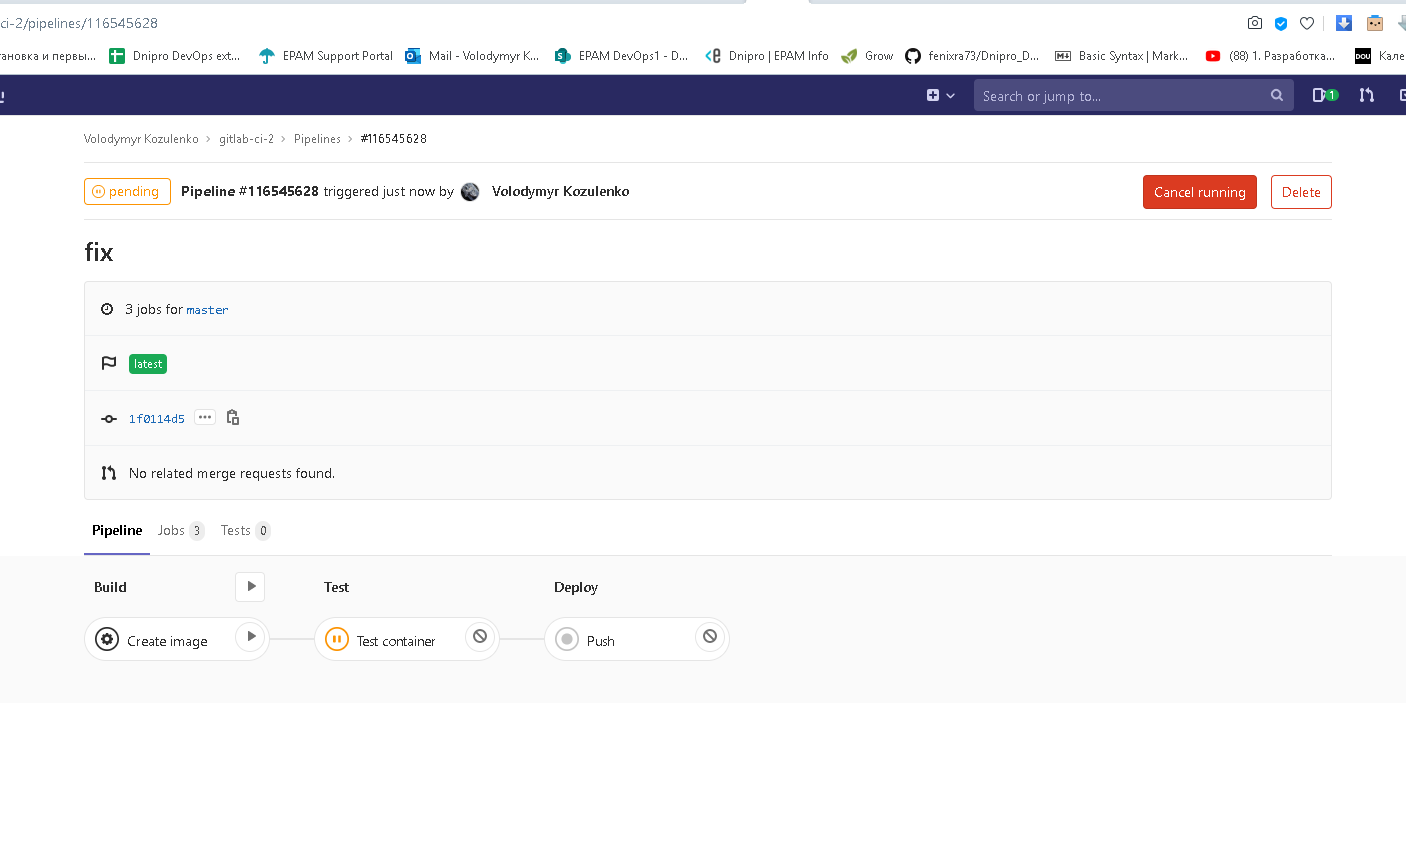 ci-2/pipelines/116545628
тановка и первы... Dnipro DevOps ext... EPAM Support Portal Mail - Volodymyr K... EPAM DevOps1 - D... Dnipro | EPAM Info Grow fenixra73/Dnipro_D... Basic Syntax | Mark... (88) 1. Разработка... DOU Кале
Search or jump to... 1
Volodymyr Kozulenko > gitlab-ci-2 > Pipelines > #116545628
pending Pipeline #116545628 triggered just now by Volodymyr Kozulenko Cancel running Delete
fix
3 jobs for master
latest
1f0114d5 ...
No related merge requests found.
Pipeline Jobs 3 Tests 0
Build Test Deploy
Create image Test container Push